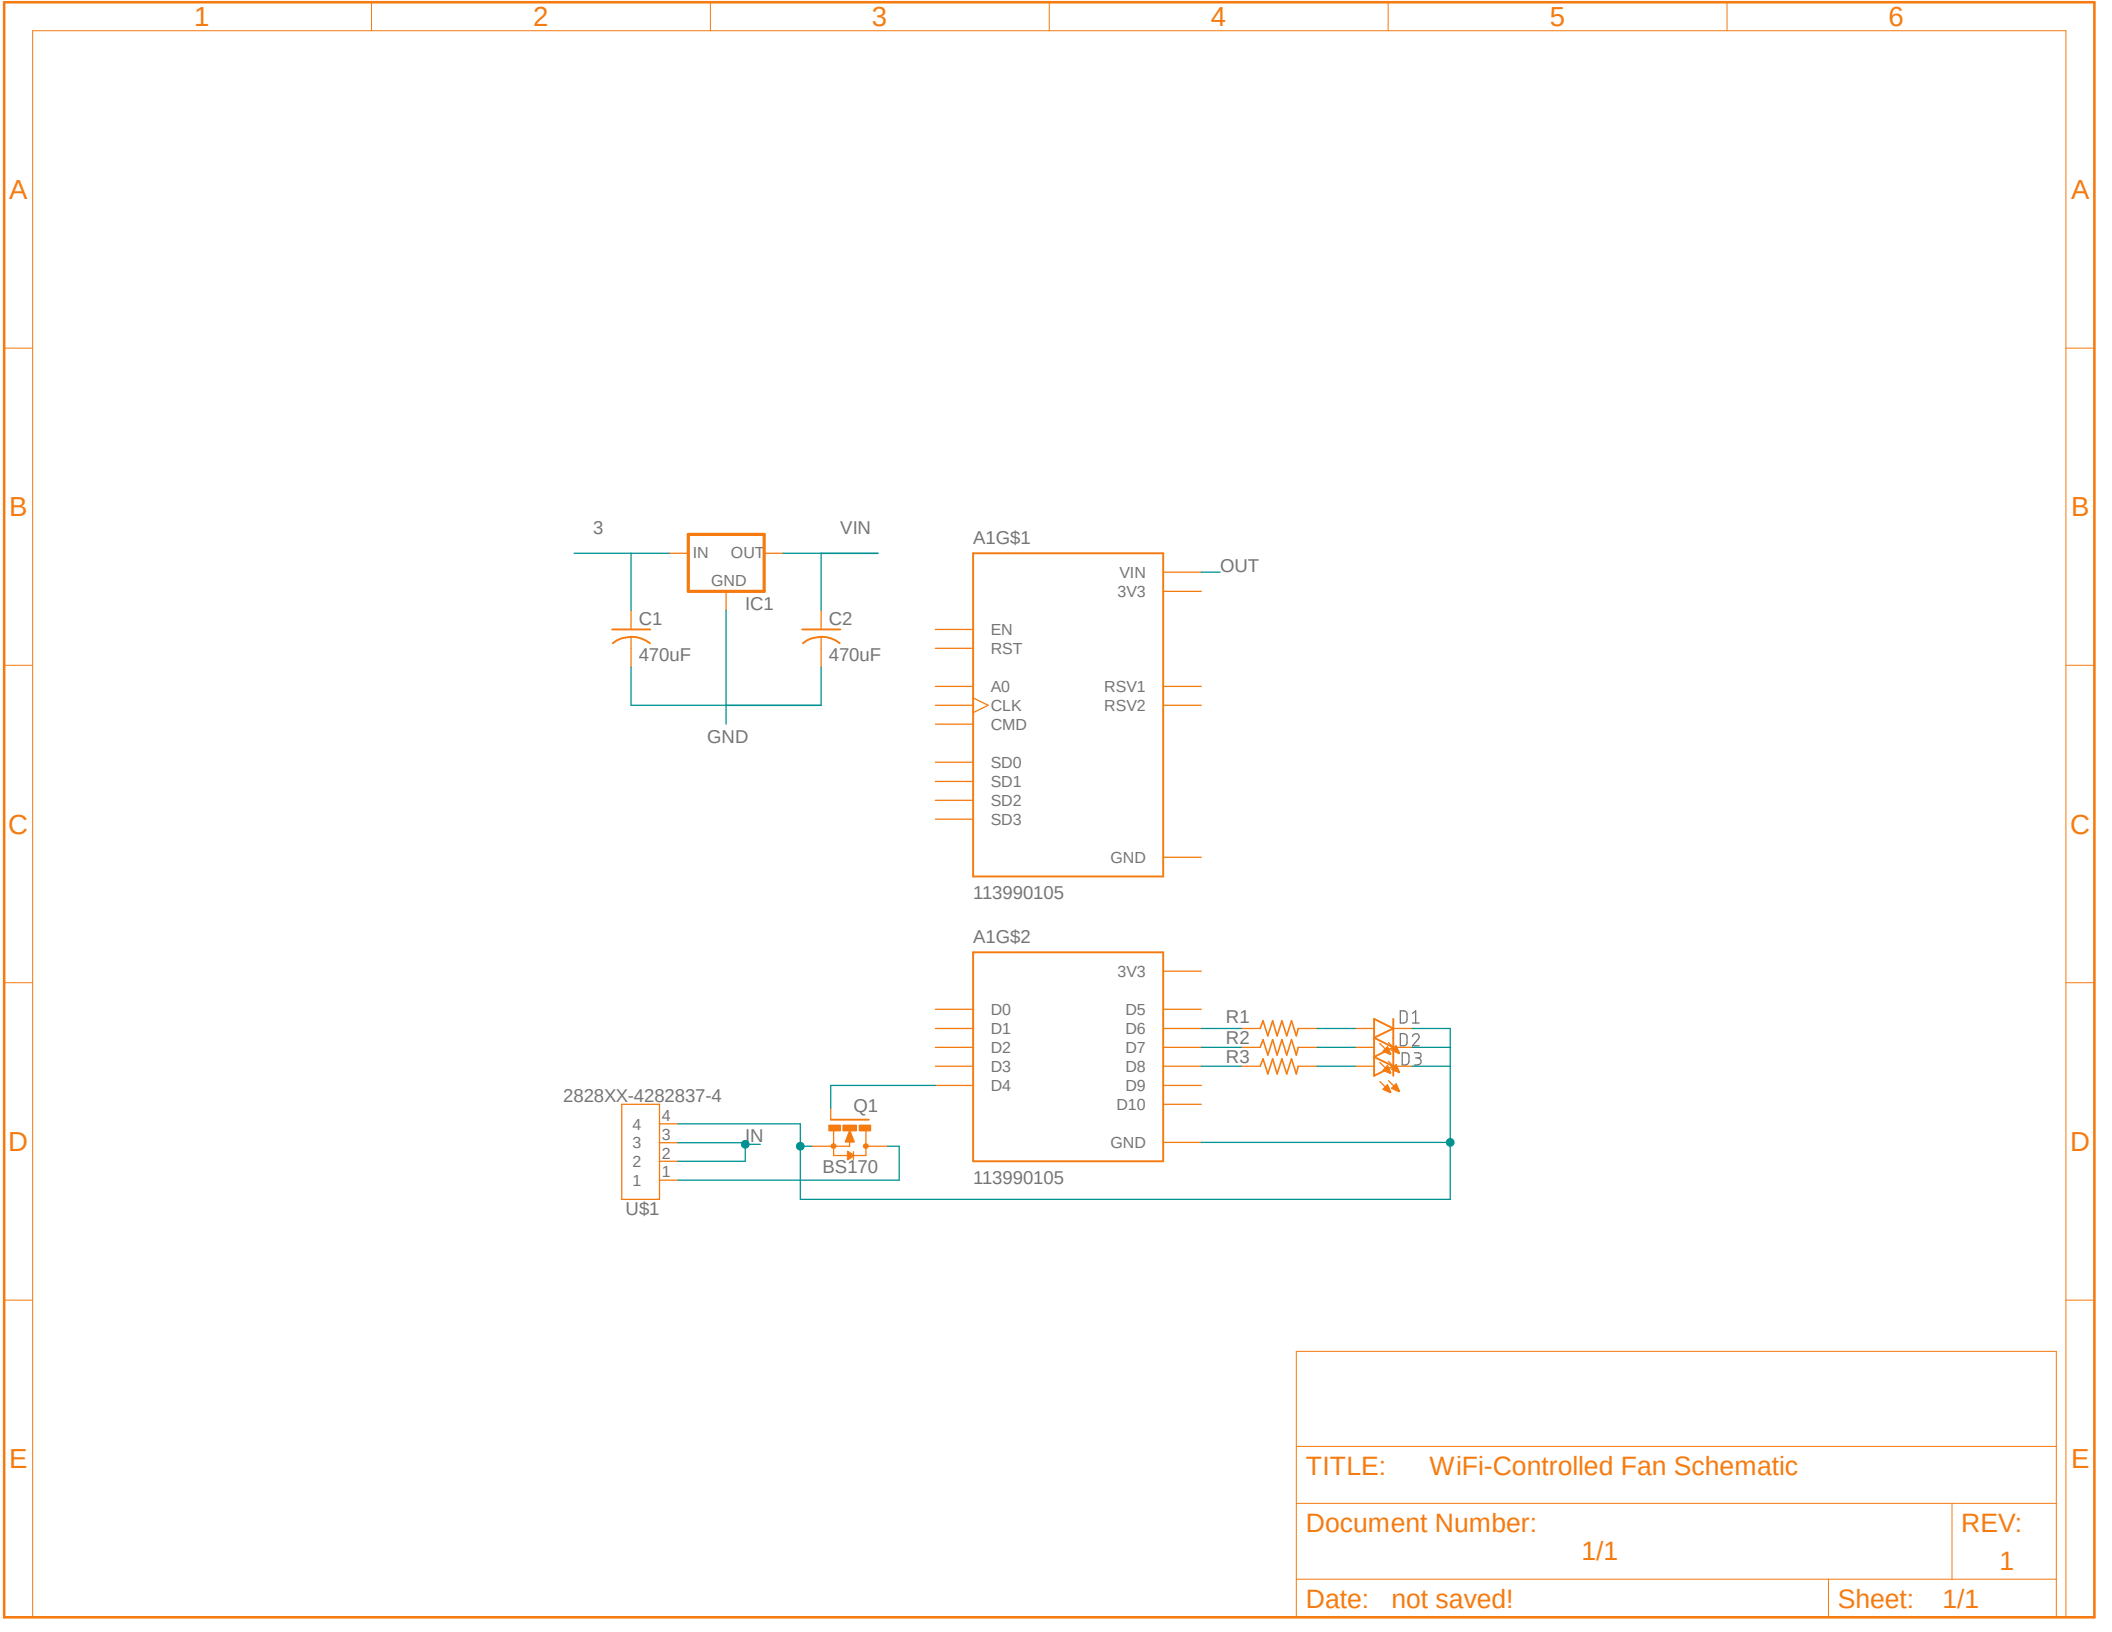 1 2 3 4 5 6
A A
B B
C C
D D
E E
3
VIN
IN OUT
GND
IC1
C1
470uF
C2
470uF
GND
A1G$1
VIN OUT
3V3
EN
RST
A0 RSV1
CLK RSV2
CMD
SD0
SD1
SD2
SD3
GND
113990105
A1G$2
3V3
D0 D5
D1 D6
D2 D7
D3 D8
D4 D9
D10
GND
113990105
R1
R2
R3
D1
D2
D3
2828XX-4282837-4
4 4
3 3
2 2
1 1
IN
U$1
Q1
BS170
TITLE: WiFi-Controlled Fan Schematic
Document Number:
1/1
REV:
1
Date: not saved!
Sheet: 1/1